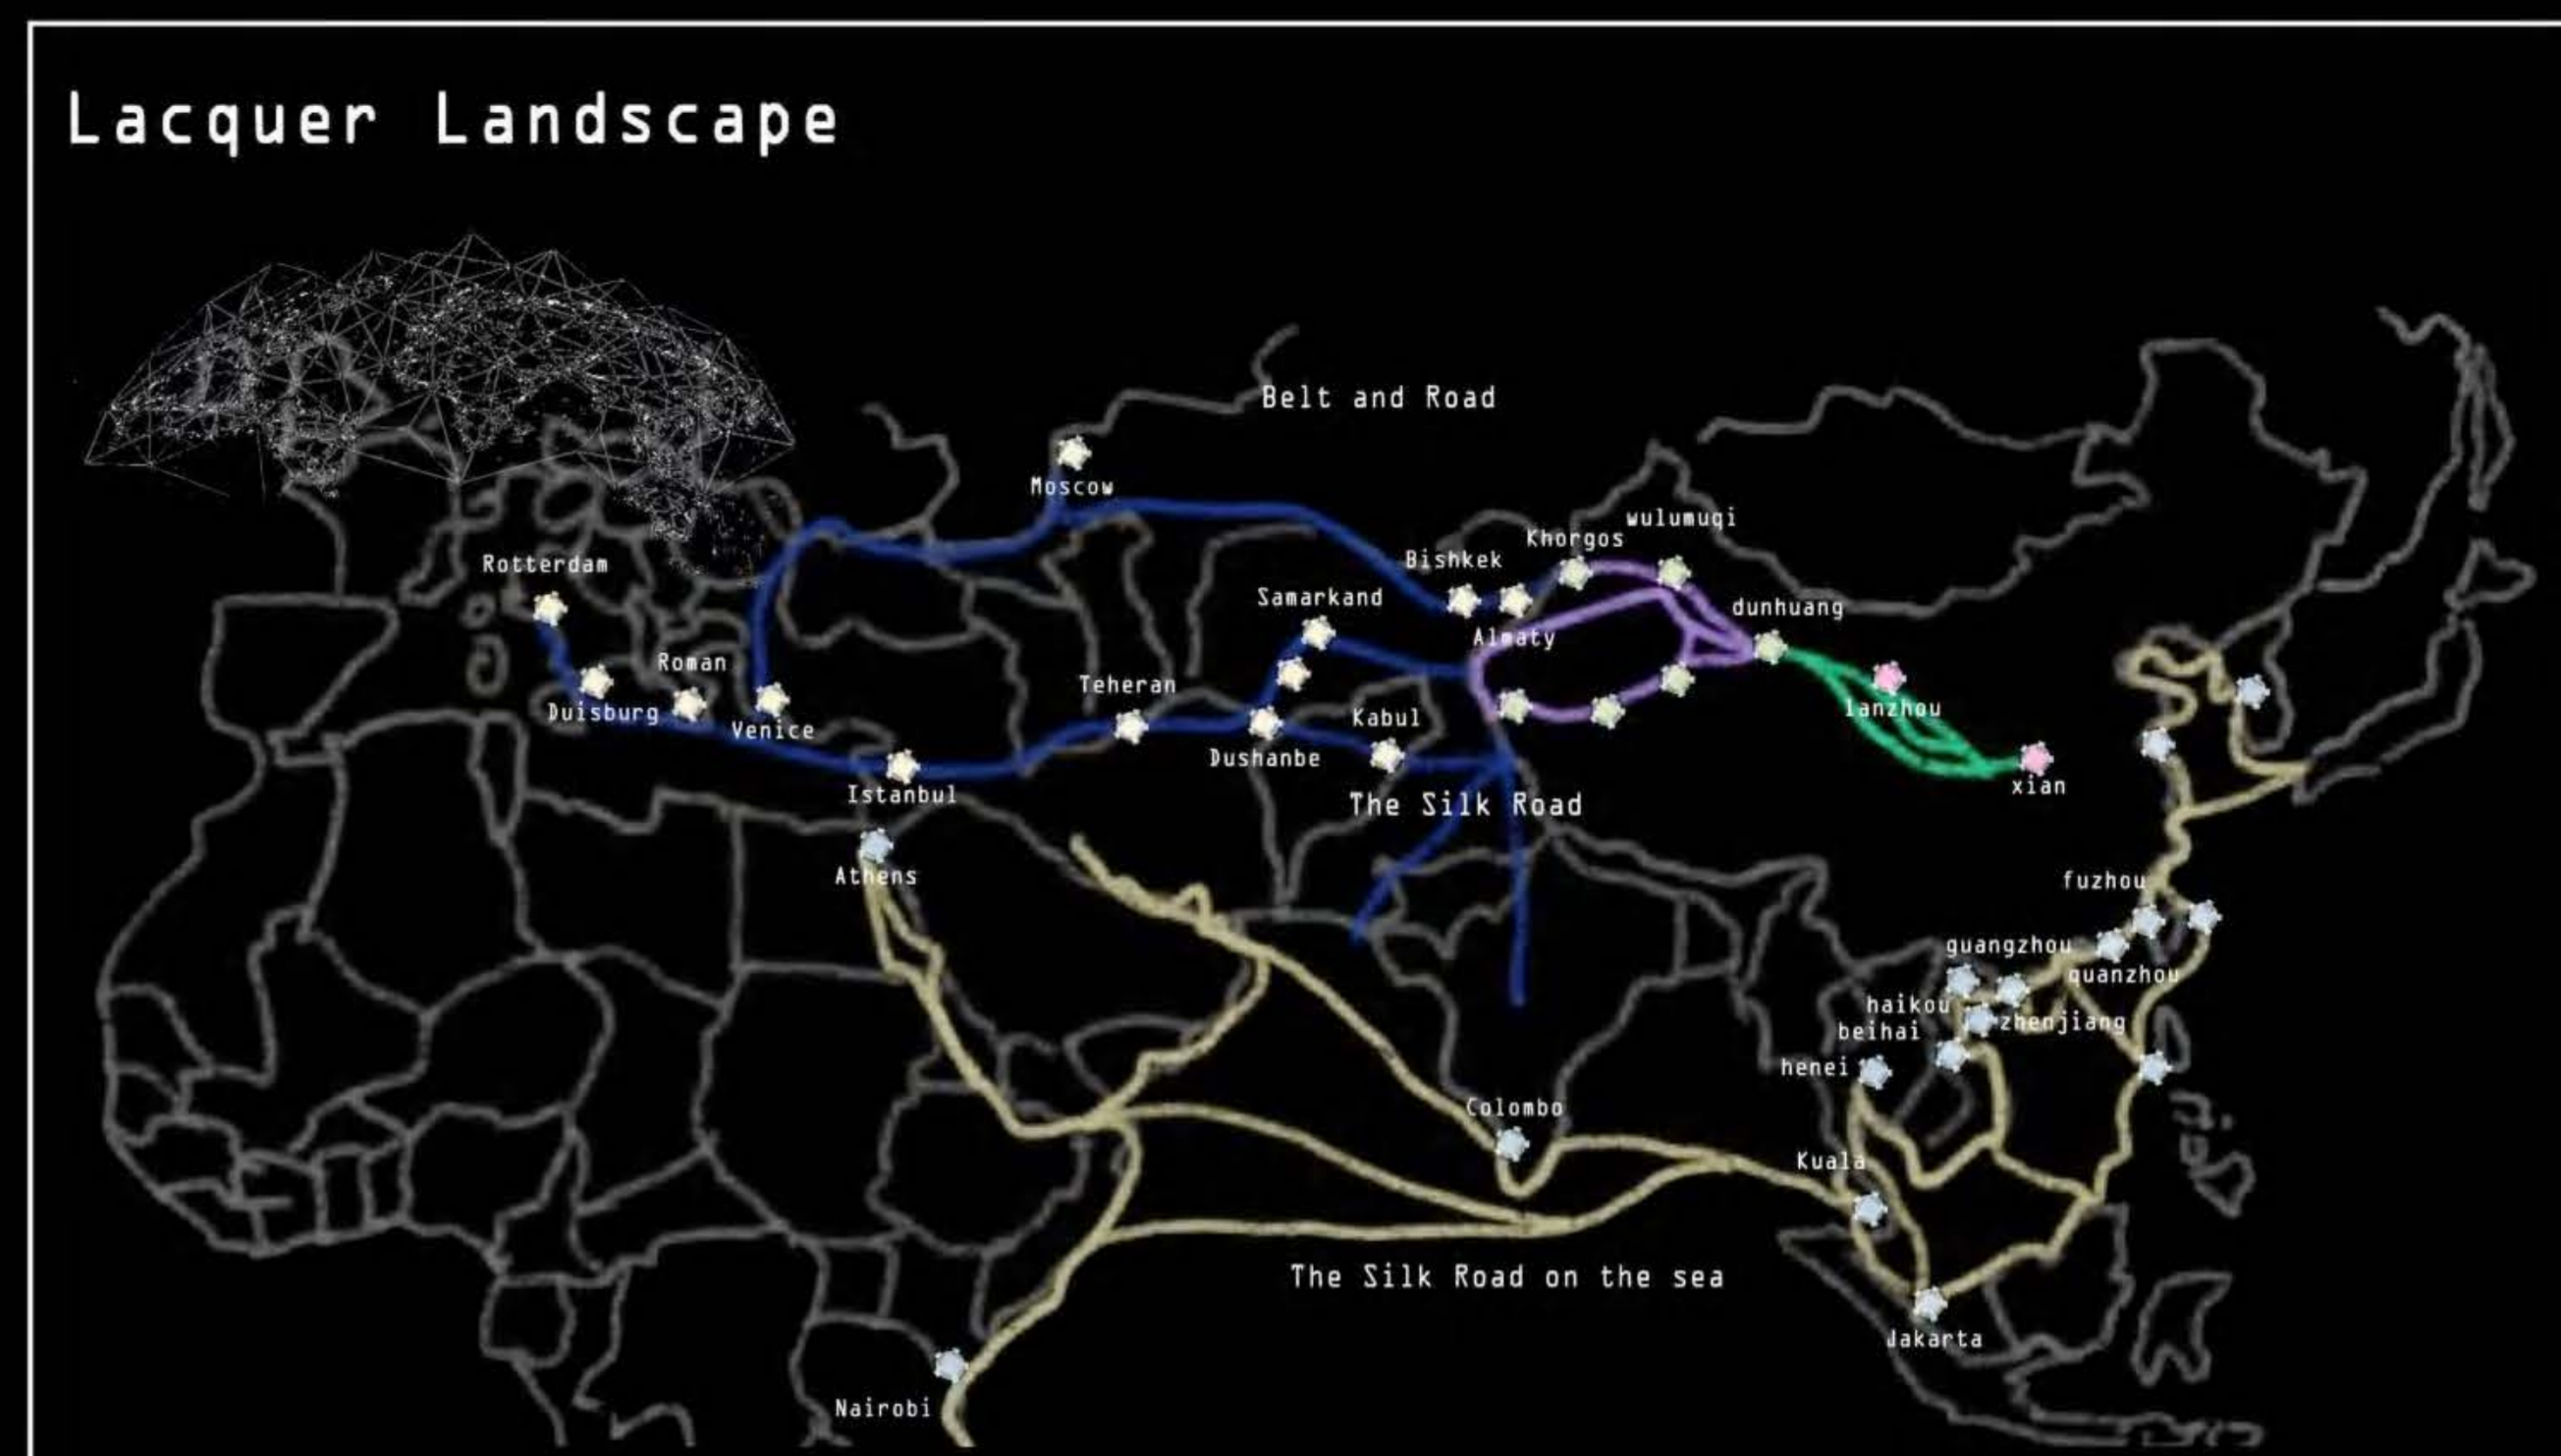 Lacquer Landscape
Belt and Road
Moscow
wulumuqi
Khorgos
Bishkek
Rotterdam
Samarkand
dunhuang
Almaty
Roman
Teheran
lanzhou
Duisburg
Kabul
Venice
Dushanbe
xian
Istanbul
The Silk Road
Athens
fuzhou
guangzhou
quanzhou
haikou
zhenjiang
beihai
henei
Colombo
Kuala
The Silk Road on the sea
Jakarta
Nairobi